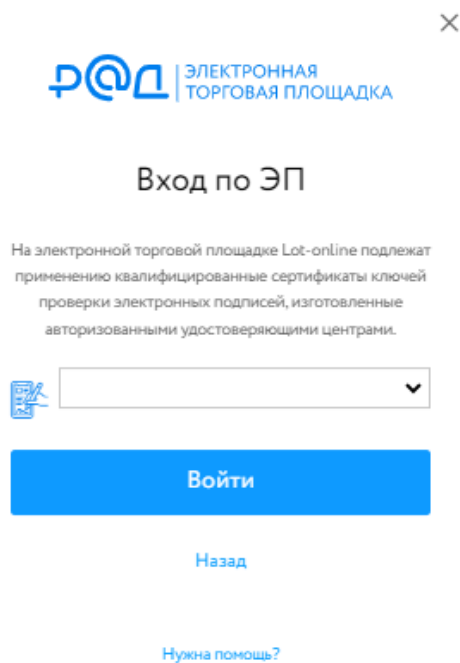 Р@Д ЭЛЕКТРОННАЯ
ТОРГОВАЯ ПЛОЩАДКА
Вход по ЭП
На электронной торговой площадке Lot-online подлежат
применению квалифицированные сертификаты ключей
проверки электронных подписей, изготовленные
авторизованными удостоверяющими центрами.
Войти
Назад
Нужна помощь?